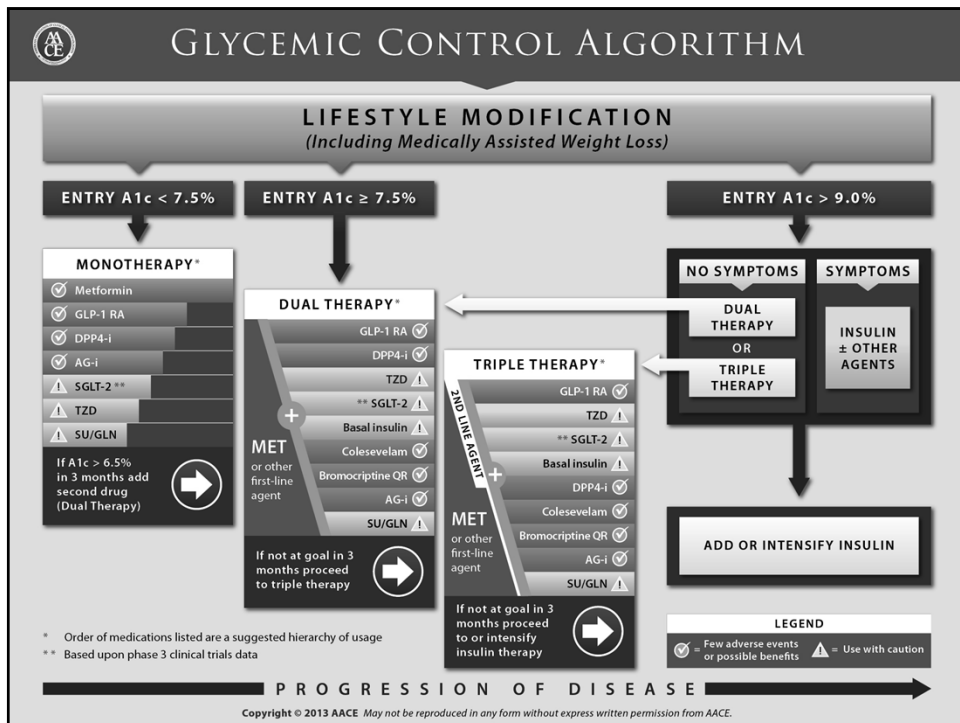 AACE
GLYCEMIC CONTROL ALGORITHM
LIFESTYLE MODIFICATION
(Including Medically Assisted Weight Loss)
ENTRY A1c < 7.5%
MONOTHERAPY*
Metformin
GLP-1 RA
DPP4-i
AG-i
SGLT-2 **
TZD
SU/GLN
If A1c > 6.5%
in 3 months add
second drug
(Dual Therapy)
ENTRY A1c ≥ 7.5%
DUAL THERAPY*
GLP-1 RA
DPP4-i
TZD
** SGLT-2
Basal insulin
Colesevelam
Bromocriptine QR
AG-i
SU/GLN
+
MET
or other
first-line
agent
If not at goal in 3
months proceed
to triple therapy
TRIPLE THERAPY*
GLP-1 RA
TZD
** SGLT-2
Basal insulin
DPP4-i
Colesevelam
Bromocriptine QR
AG-i
SU/GLN
2ND LINE AGENT
+
MET
or other
first-line
agent
If not at goal in 3
months proceed
to or intensify
insulin therapy
ENTRY A1c > 9.0%
NO SYMPTOMS
DUAL
THERAPY
OR
TRIPLE
THERAPY
SYMPTOMS
INSULIN
± OTHER
AGENTS
ADD OR INTENSIFY INSULIN
LEGEND
= Few adverse events
or possible benefits
= Use with caution
* Order of medications listed are a suggested hierarchy of usage
** Based upon phase 3 clinical trials data
PROGRESSION OF DISEASE
Copyright © 2013 AACE May not be reproduced in any form without express written permission from AACE.